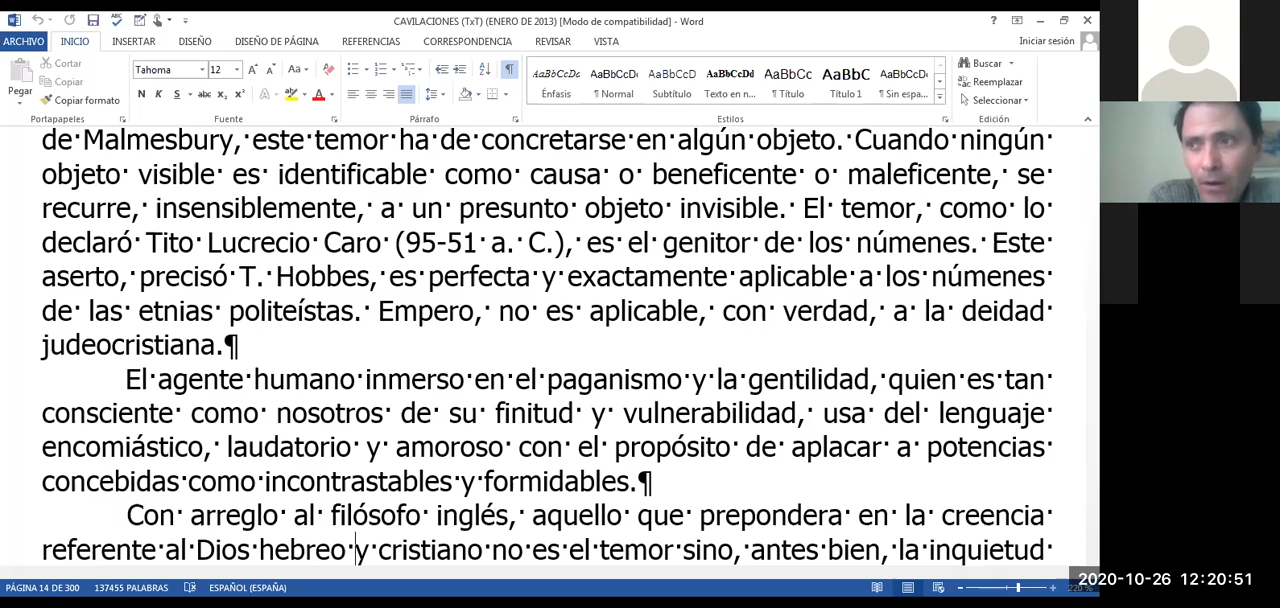 CAVILACIONES (TxT) (ENERO DE 2013) [Modo de compatibilidad] - Word
ARCHIVO INICIO INSERTAR DISEÑO DISEÑO DE PÁGINA REFERENCIAS CORRESPONDENCIA REVISAR VISTA Iniciar sesión
Pegar
Cortar
Copiar
Copiar formato
Portapapeles
Tahoma 12
N K S abc x₂ x²
Fuente
Párrafo
AaBbCcDc AaBbCcDc AaBbCcD AaBbCcDc AaBbCc AaBbC AaBbCcDc
Énfasis ¶ Normal Subtítulo Texto en n... ¶ Título Título 1 ¶ Sin espa...
Estilos
Buscar
Reemplazar
Seleccionar
Edición
de Malmesbury, este temor ha de concretarse en algún objeto. Cuando ningún
objeto visible es identificable como causa o beneficente o maleficente, se
recurre, insensiblemente, a un presunto objeto invisible. El temor, como lo
declaró Tito Lucrecio Caro (95-51 a. C.), es el genitor de los númenes. Este
aserto, precisó T. Hobbes, es perfecta y exactamente aplicable a los númenes
de las etnias politeístas. Empero, no es aplicable, con verdad, a la deidad
judeocristiana.¶
El agente humano inmerso en el paganismo y la gentilidad, quien es tan
consciente como nosotros de su finitud y vulnerabilidad, usa del lenguaje
encomiástico, laudatorio y amoroso con el propósito de aplacar a potencias
concebidas como incontrastables y formidables.¶
Con arreglo al filósofo inglés, aquello que prepondera en la creencia
referente al Dios hebreo y cristiano no es el temor sino, antes bien, la inquietud
PÁGINA 14 DE 300 137455 PALABRAS ESPAÑOL (ESPAÑA) 220 %
2020-10-26 12:20:51